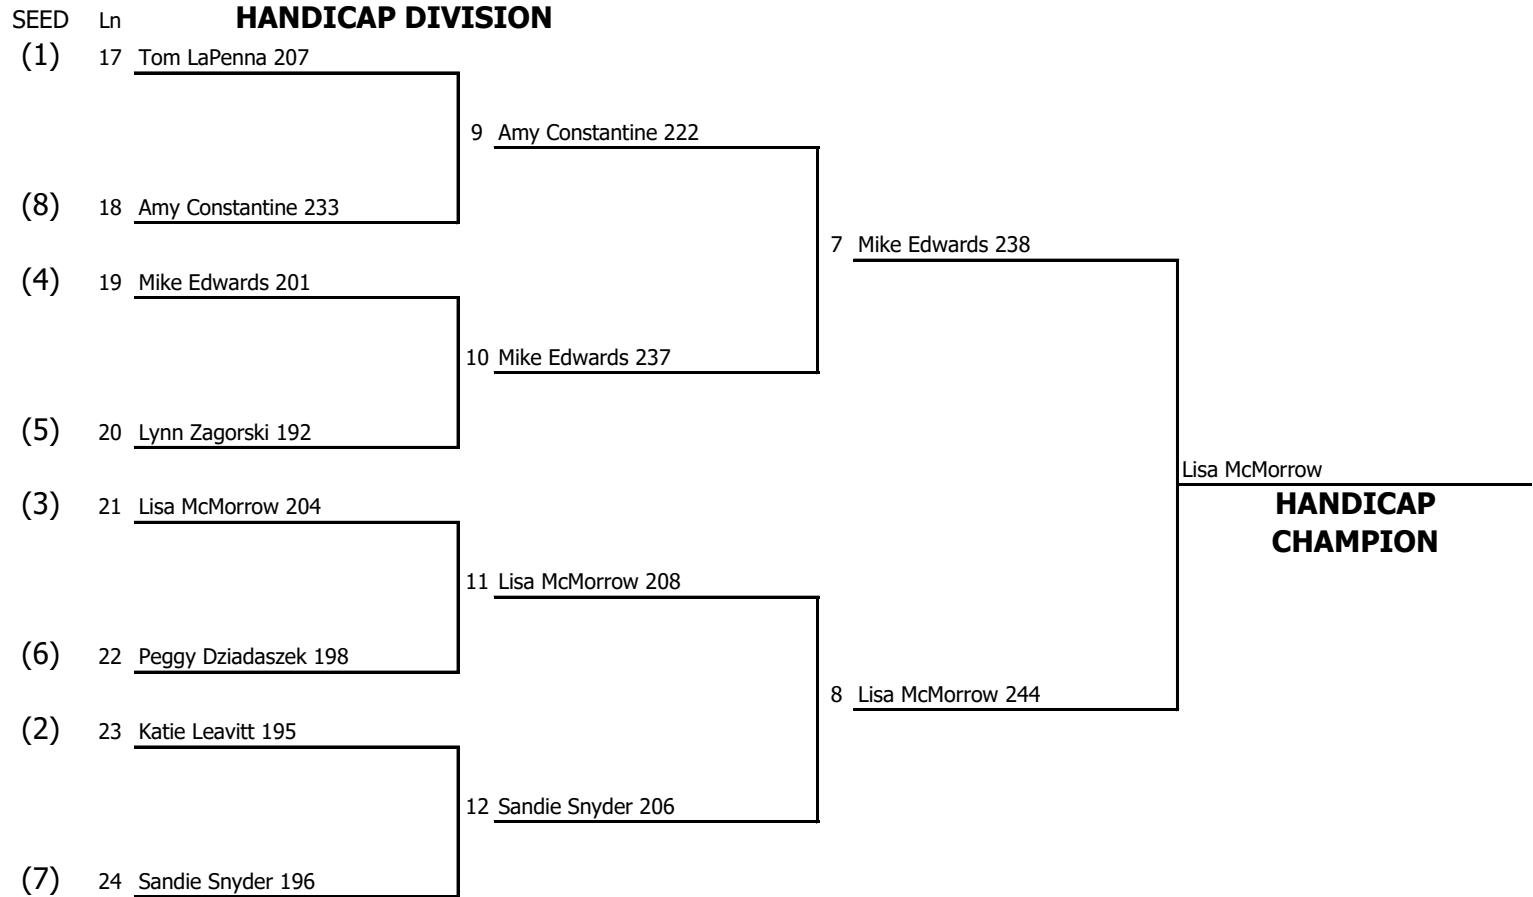 SEED Ln HANDICAP DIVISION
(1) 17 Tom LaPenna 207
9 Amy Constantine 222
(8) 18 Amy Constantine 233
7 Mike Edwards 238
(4) 19 Mike Edwards 201
10 Mike Edwards 237
(5) 20 Lynn Zagorski 192
Lisa McMorrow
(3) 21 Lisa McMorrow 204
HANDICAP
CHAMPION
11 Lisa McMorrow 208
(6) 22 Peggy Dziadaszek 198
8 Lisa McMorrow 244
(2) 23 Katie Leavitt 195
12 Sandie Snyder 206
(7) 24 Sandie Snyder 196